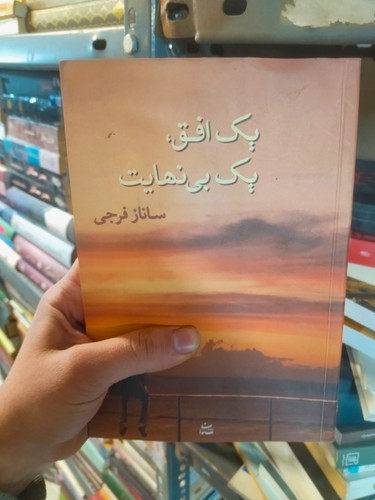 یک افق،
یک بی‌نهایت
ساناز فرجی